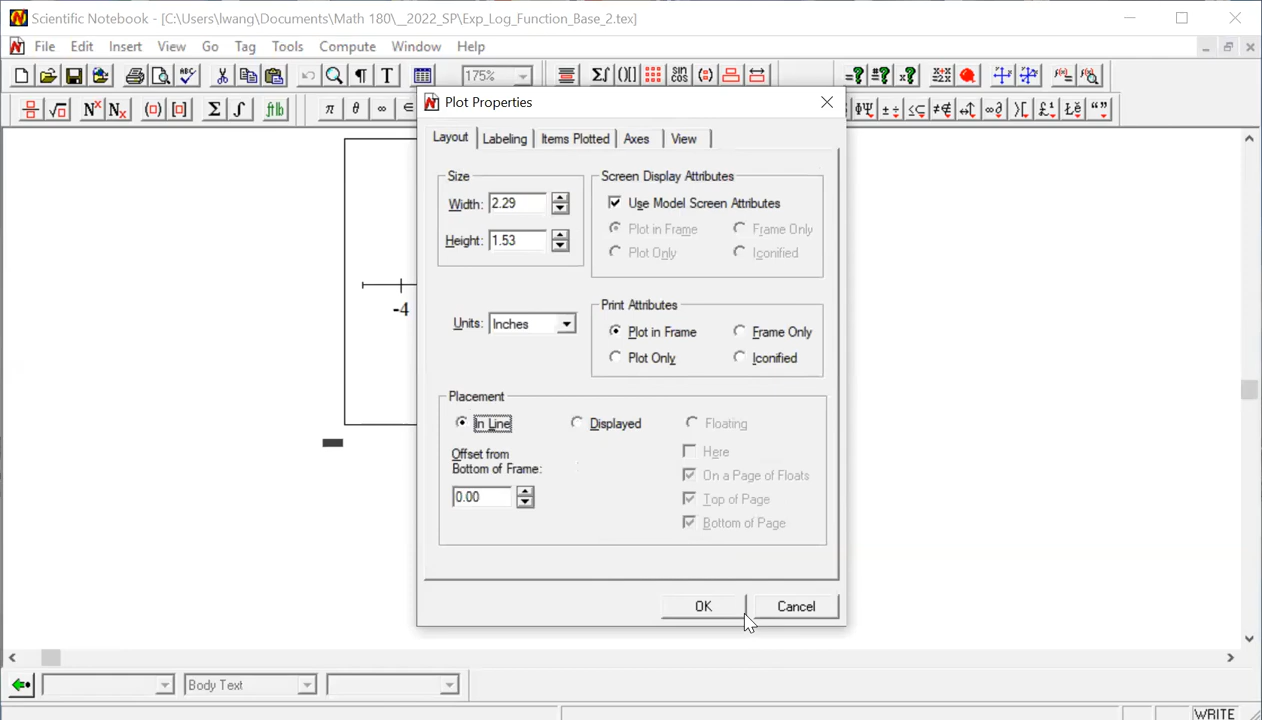 Scientific Notebook - [C:\Users\lwang\Documents\Math 180\__2022_SP\Exp_Log_Function_Base_2.tex]
File Edit Insert View Go Tag Tools Compute Window Help
175%
Plot Properties
Layout Labeling Items Plotted Axes View
Size
Width: 2.29
Height: 1.53
Screen Display Attributes
Use Model Screen Attributes
Plot in Frame Frame Only
Plot Only Iconified
Units: Inches
Print Attributes
Plot in Frame Frame Only
Plot Only Iconified
Placement
In Line Displayed Floating
Offset from
Bottom of Frame:
0.00
Here
On a Page of Floats
Top of Page
Bottom of Page
OK Cancel
-4
Body Text
WRITE